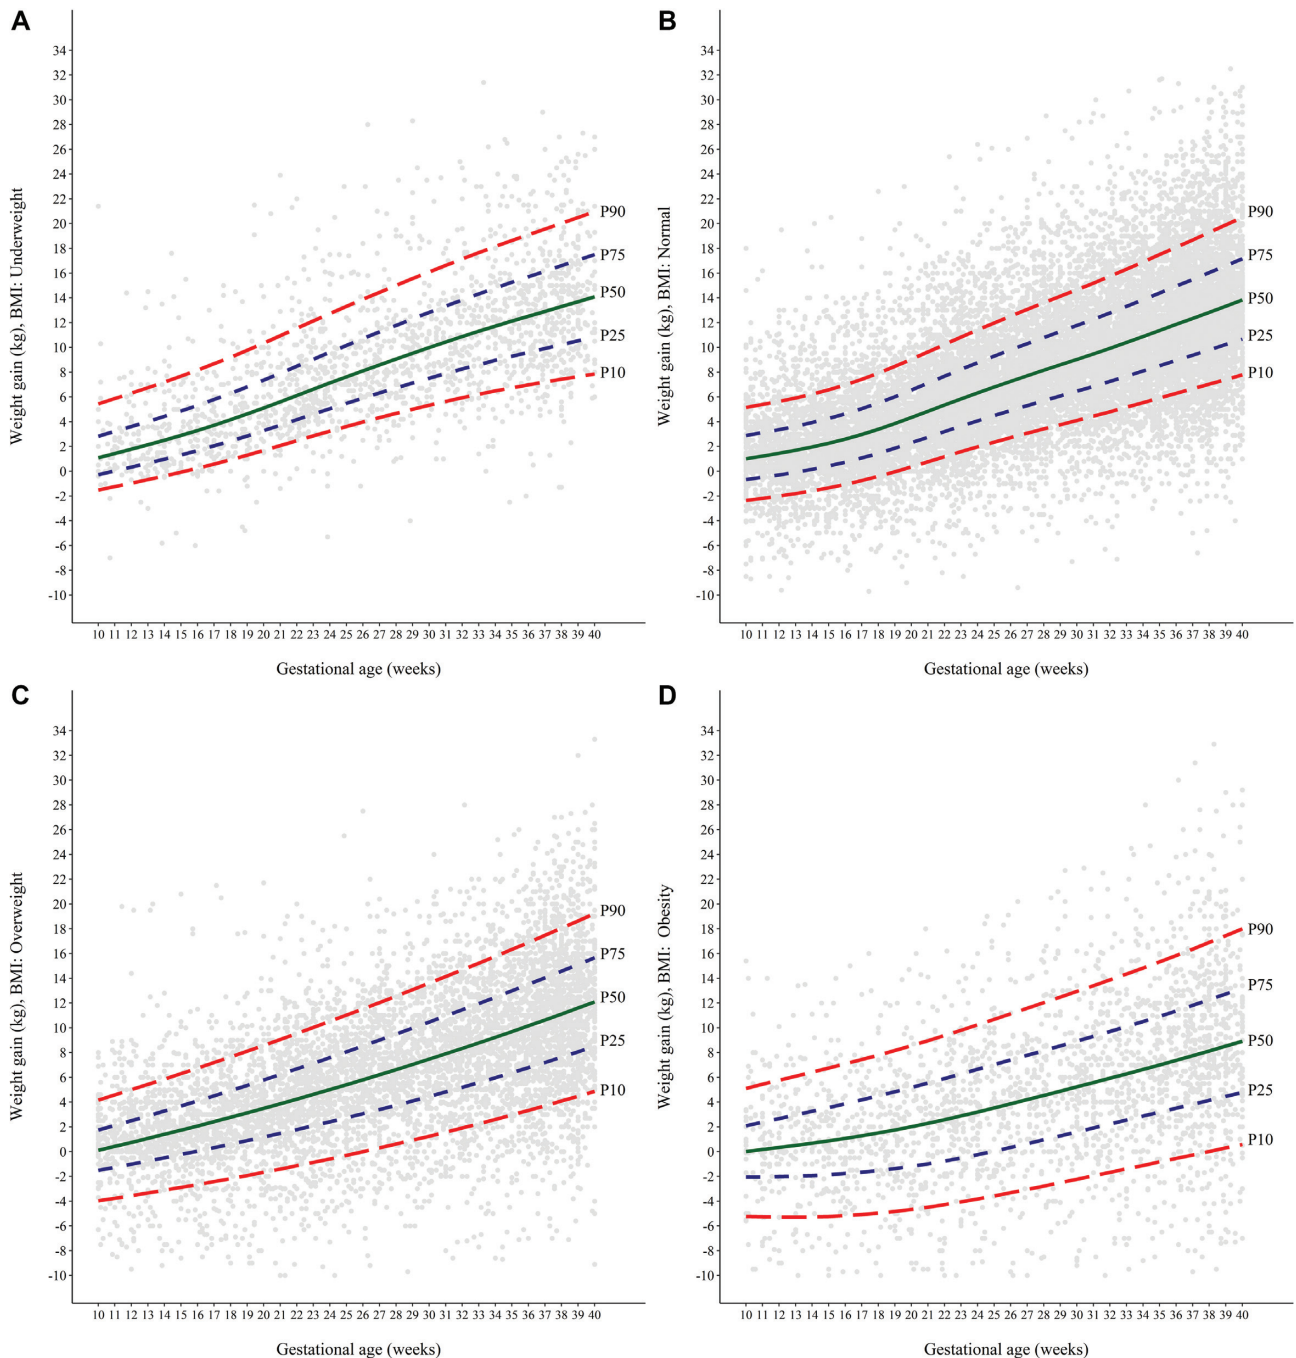 A
Weight gain (kg), BMI: Underweight
34
32
30
28
26
24
22
20
18
16
14
12
10
8
6
4
2
0
-2
-4
-6
-8
-10
P90
P75
P50
P25
P10
10 11 12 13 14 15 16 17 18 19 20 21 22 23 24 25 26 27 28 29 30 31 32 33 34 35 36 37 38 39 40
Gestational age (weeks)
B
Weight gain (kg), BMI: Normal
34
32
30
28
26
24
22
20
18
16
14
12
10
8
6
4
2
0
-2
-4
-6
-8
-10
P90
P75
P50
P25
P10
10 11 12 13 14 15 16 17 18 19 20 21 22 23 24 25 26 27 28 29 30 31 32 33 34 35 36 37 38 39 40
Gestational age (weeks)
C
Weight gain (kg), BMI: Overweight
34
32
30
28
26
24
22
20
18
16
14
12
10
8
6
4
2
0
-2
-4
-6
-8
-10
P90
P75
P50
P25
P10
10 11 12 13 14 15 16 17 18 19 20 21 22 23 24 25 26 27 28 29 30 31 32 33 34 35 36 37 38 39 40
Gestational age (weeks)
D
Weight gain (kg), BMI: Obesity
34
32
30
28
26
24
22
20
18
16
14
12
10
8
6
4
2
0
-2
-4
-6
-8
-10
P90
P75
P50
P25
P10
10 11 12 13 14 15 16 17 18 19 20 21 22 23 24 25 26 27 28 29 30 31 32 33 34 35 36 37 38 39 40
Gestational age (weeks)